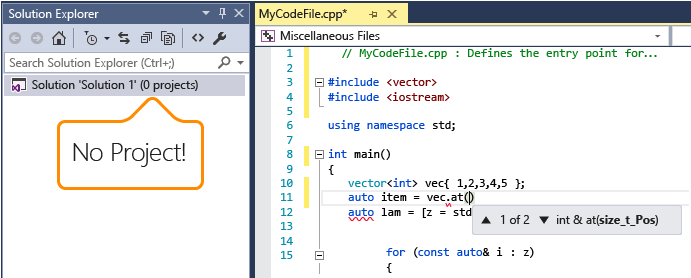 Solution Explorer
Search Solution Explorer (Ctrl+;)
Solution 'Solution 1' (0 projects)
No Project!
MyCodeFile.cpp*
Miscellaneous Files
1 // MyCodeFile.cpp : Defines the entry point for...
2
3 #include <vector>
4 #include <iostream>
5
6 using namespace std;
7
8 int main()
9 {
10 vector<int> vec{ 1,2,3,4,5 };
11 auto item = vec.at()
12 auto lam = [z = std
1 of 2 int & at(size_t_Pos)
14
15 for (const auto& i : z)
{